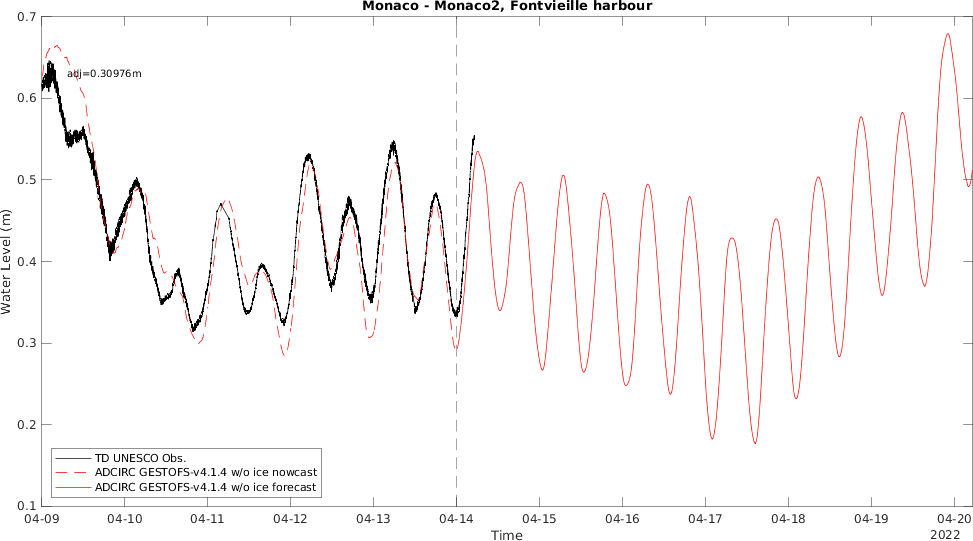 Monaco - Monaco2, Fontvieille harbour
0.7
adj=0.30976m
0.6
0.5
0.4
0.3
0.2
0.1
Water Level (m)
TD UNESCO Obs.
ADCIRC GESTOFS-v4.1.4 w/o ice nowcast
ADCIRC GESTOFS-v4.1.4 w/o ice forecast
04-09 04-10 04-11 04-12 04-13 04-14 04-15 04-16 04-17 04-18 04-19 04-20
Time 2022